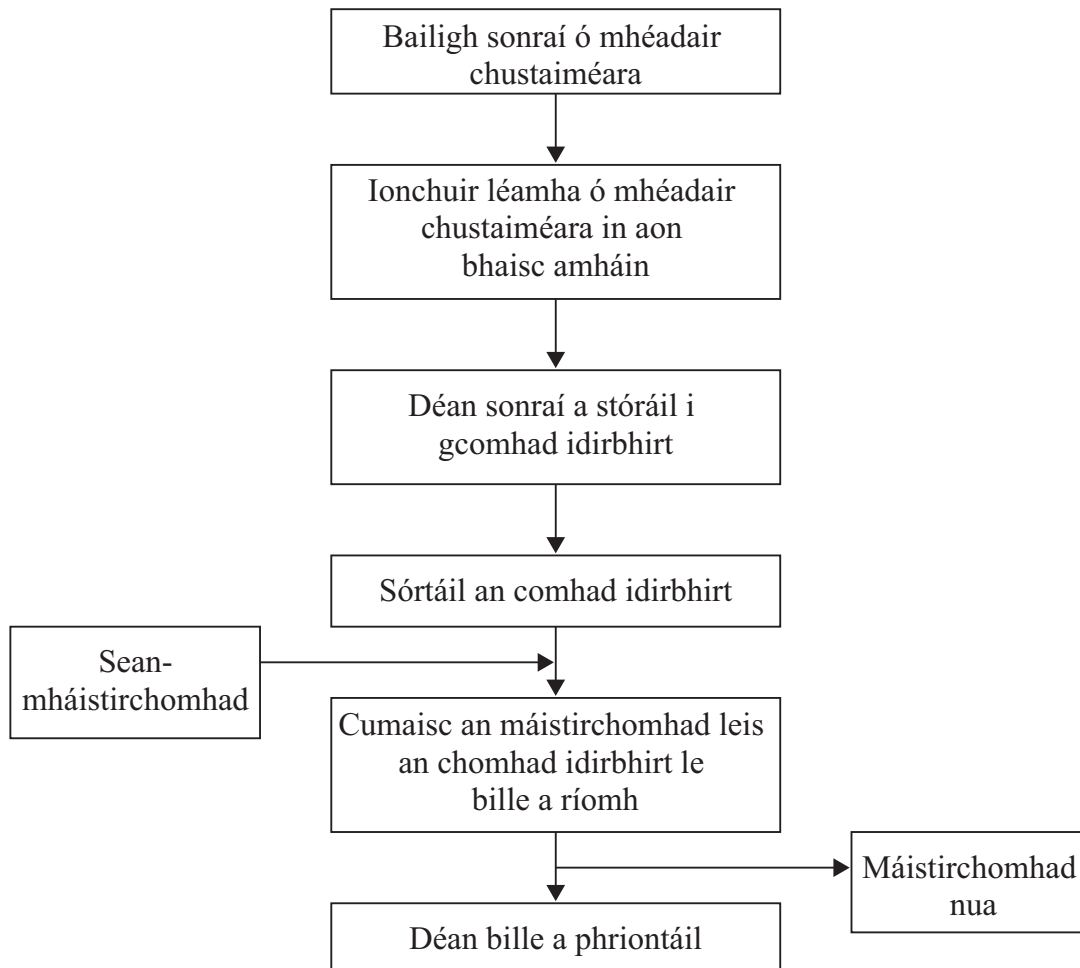 Bailigh sonraí ó mhéadair
chustaiméara
Ionchuir léamha ó mhéadair
chustaiméara in aon
bhaisc amháin
Déan sonraí a stóráil i
gcomhad idirbhirt
Sórtáil an comhad idirbhirt
Sean-
mháistirchomhad
Cumaisc an máistirchomhad leis
an chomhad idirbhirt le
bille a ríomh
Máistirchomhad
nua
Déan bille a phriontáil